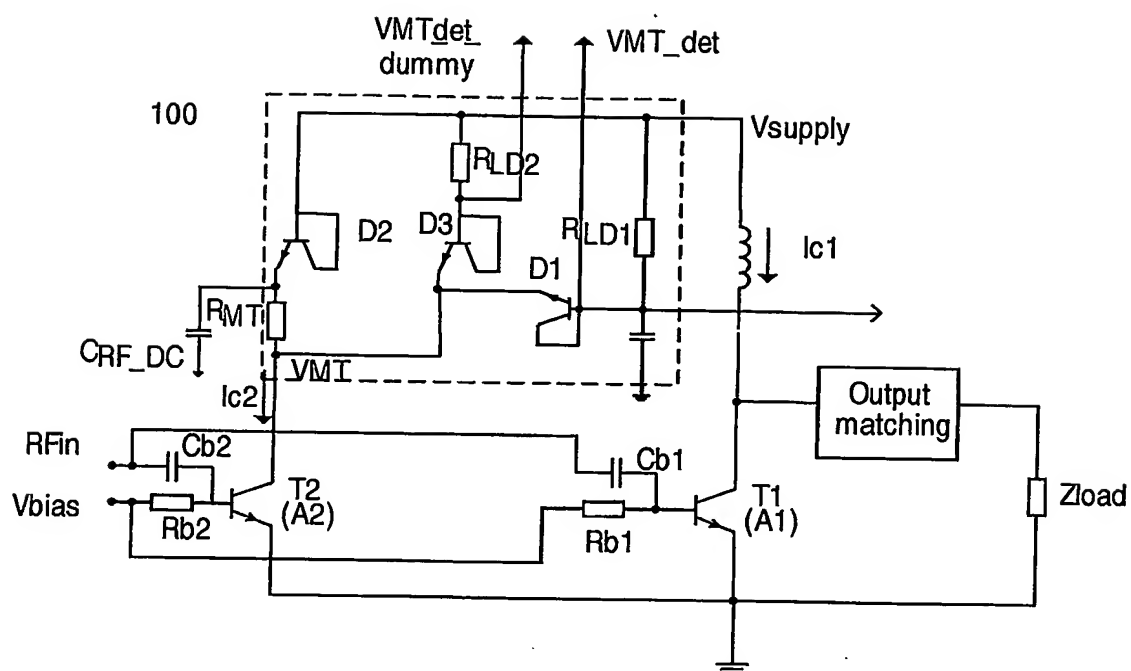 VMTdet_
dummy
VMT_det
100
Vsupply
RLD2
D3
D2
RLD1
Ic1
D1
RMT
CRF_DC
VMT
Ic2
Output
matching
RFin
Cb2
Cb1
Vbias
T2
(A2)
T1
(A1)
Zload
Rb2
Rb1